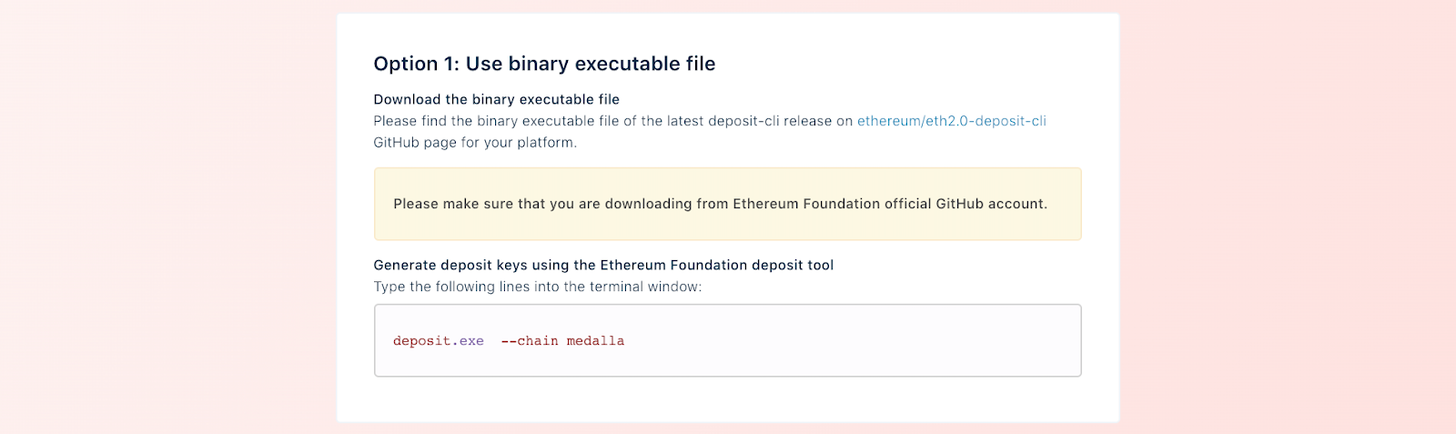 Option 1: Use binary executable file
Download the binary executable file
Please find the binary executable file of the latest deposit-cli release on ethereum/eth2.0-deposit-cli
GitHub page for your platform.
Please make sure that you are downloading from Ethereum Foundation official GitHub account.
Generate deposit keys using the Ethereum Foundation deposit tool
Type the following lines into the terminal window:
deposit.exe --chain medalla